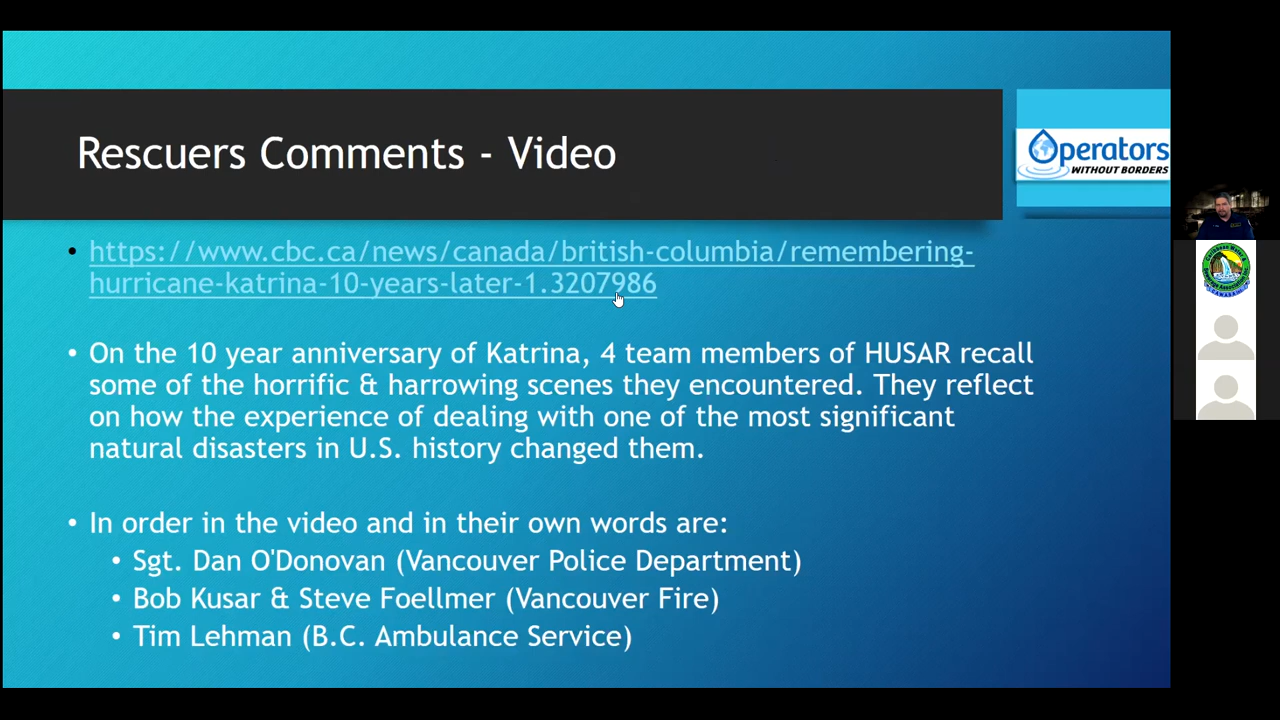 Rescuers Comments - Video
Operators
WITHOUT BORDERS
• https://www.cbc.ca/news/canada/british-columbia/remembering-
hurricane-katrina-10-years-later-1.3207986
• On the 10 year anniversary of Katrina, 4 team members of HUSAR recall
some of the horrific & harrowing scenes they encountered. They reflect
on how the experience of dealing with one of the most significant
natural disasters in U.S. history changed them.
• In order in the video and in their own words are:
• Sgt. Dan O'Donovan (Vancouver Police Department)
• Bob Kusar & Steve Foellmer (Vancouver Fire)
• Tim Lehman (B.C. Ambulance Service)